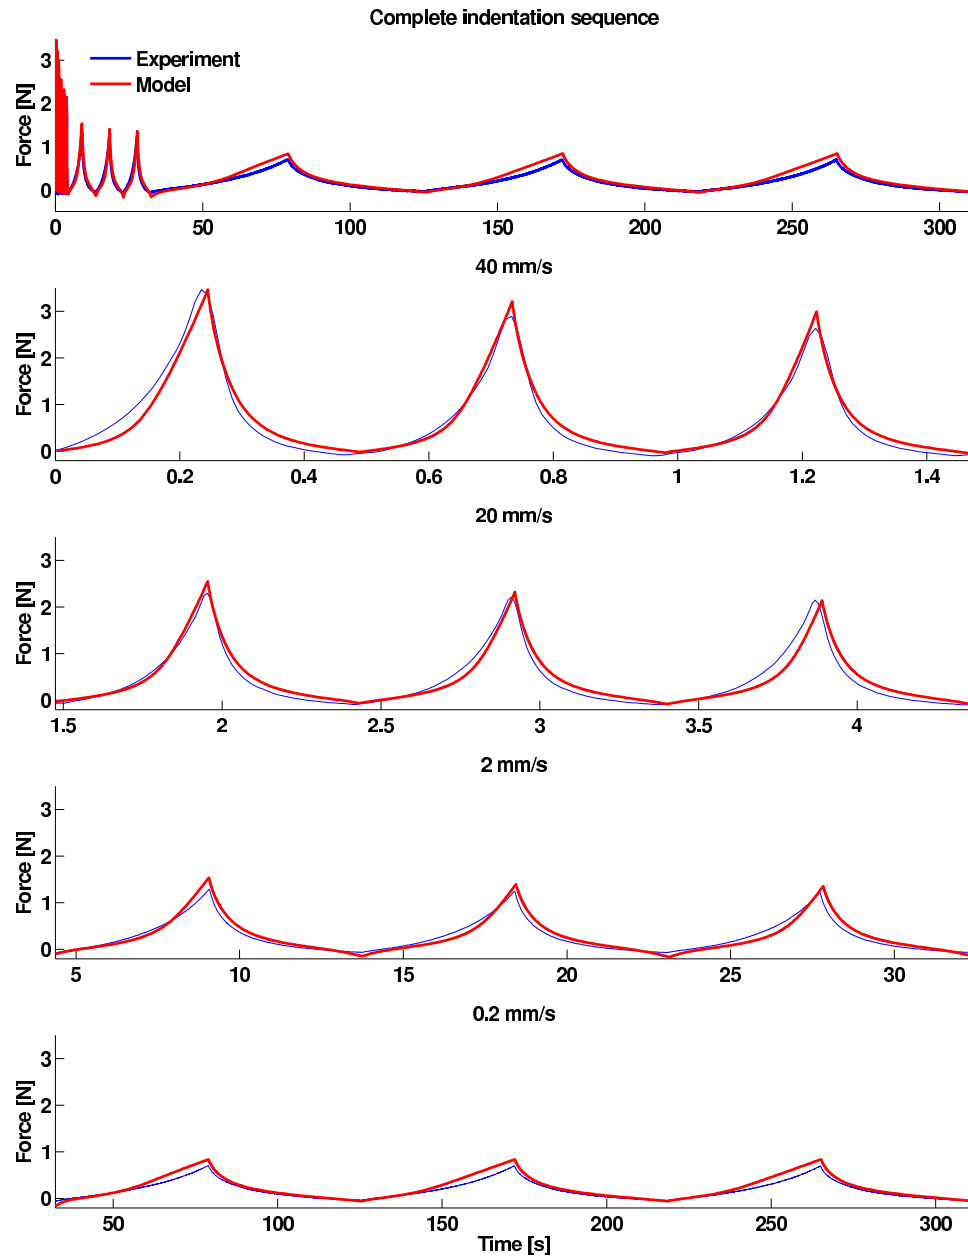 Complete indentation sequence
Force [N]
3
2
1
0
Experiment
Model
0 50 100 150 200 250 300
40 mm/s
Force [N]
3
2
1
0
0 0.2 0.4 0.6 0.8 1 1.2 1.4
20 mm/s
Force [N]
3
2
1
0
1.5 2 2.5 3 3.5 4
2 mm/s
Force [N]
3
2
1
0
5 10 15 20 25 30
0.2 mm/s
Force [N]
3
2
1
0
50 100 150 200 250 300
Time [s]